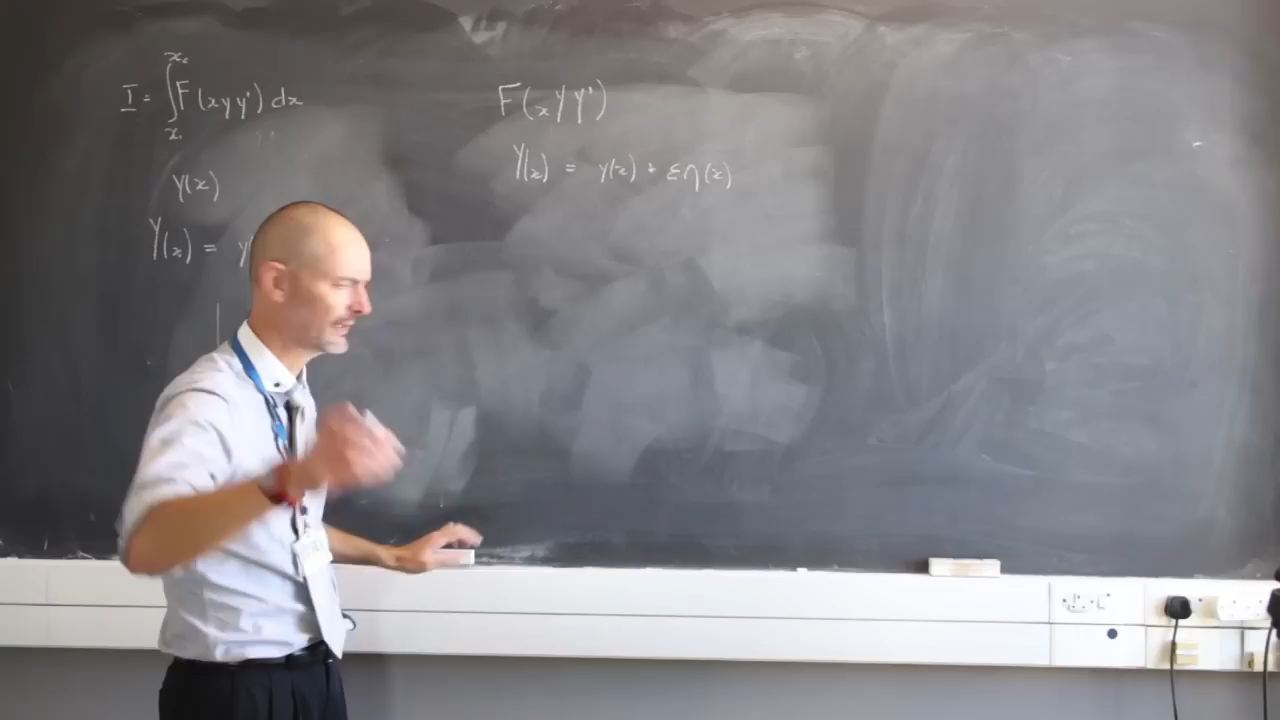 I = ∫ F (x y y') dx
x₂
x₁
y(x)
Y(x) = y
F(x Y Y')
Y(x) = y(x) + εη(x)